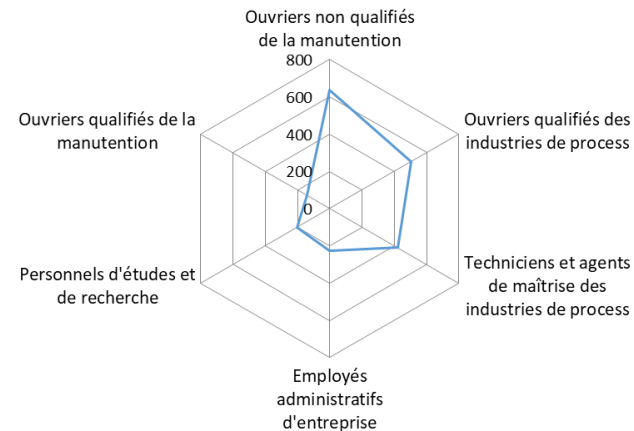 Ouvriers non qualifiés
de la manutention
800
600
400
200
0
Ouvriers qualifiés des
industries de process
Techniciens et agents
de maîtrise des
industries de process
Employés
administratifs
d'entreprise
Personnels d'études et
de recherche
Ouvriers qualifiés de la
manutention